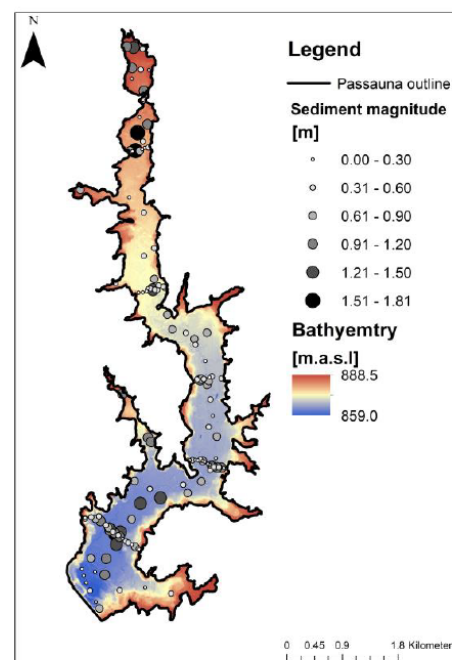 N
Legend
Passauna outline
Sediment magnitude
[m]
0.00 - 0.30
0.31 - 0.60
0.61 - 0.90
0.91 - 1.20
1.21 - 1.50
1.51 - 1.81
Bathyemtry
[m.a.s.l]
888.5
859.0
0 0.45 0.9 1.8 Kilometer